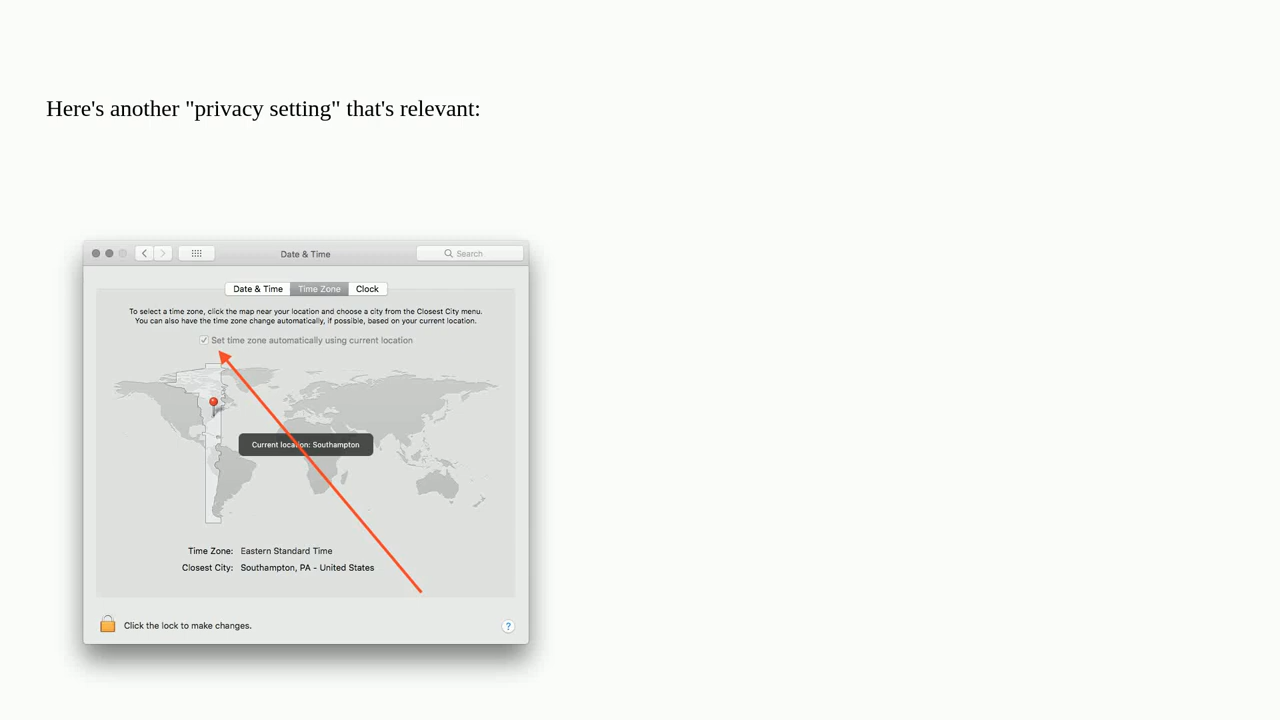 Here's another "privacy setting" that's relevant:
Date & Time
Search
Date & Time
Time Zone
Clock
To select a time zone, click the map near your location and choose a city from the Closest City menu.
You can also have the time zone change automatically, if possible, based on your current location.
Set time zone automatically using current location
Current location: Southampton
Time Zone: Eastern Standard Time
Closest City: Southampton, PA - United States
Click the lock to make changes.
?